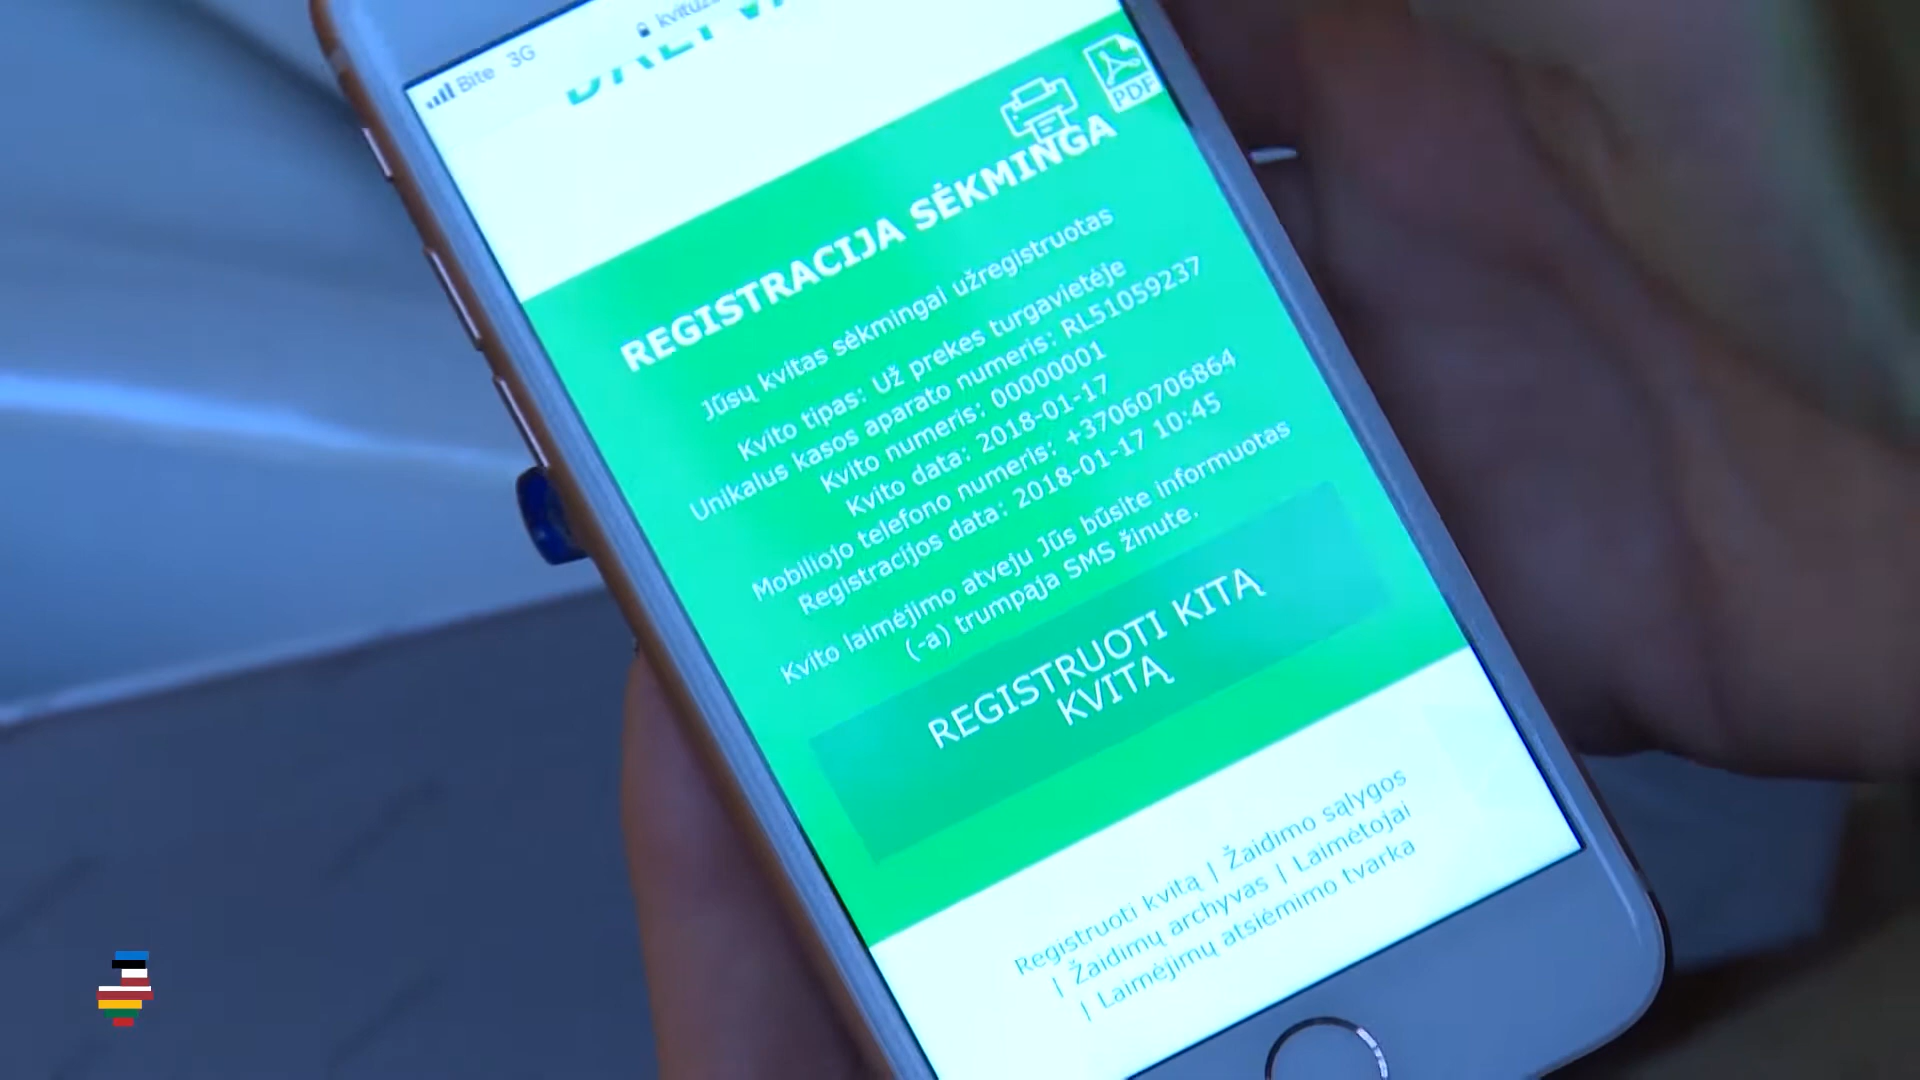 Bite 3G
PDF
REGISTRACIJA SĖKMINGA
Jūsų kvitas sėkmingai užregistruotas
Kvito tipas: Už prekes turgavietėje
Unikalus kasos aparato numeris: RL51059237
Kvito numeris: 00000001
Kvito data: 2018-01-17
Mobiliojo telefono numeris: +37060706864
Registracijos data: 2018-01-17 10:45
Kvito laimėjimo atveju Jūs būsite informuotas
(-a) trumpąja SMS žinute.
REGISTRUOTI KITĄ
KVITĄ
Registruoti kvitą | Žaidimo sąlygos
| Žaidimų archyvas | Laimėtojai
| Laimėjimų atsiėmimo tvarka